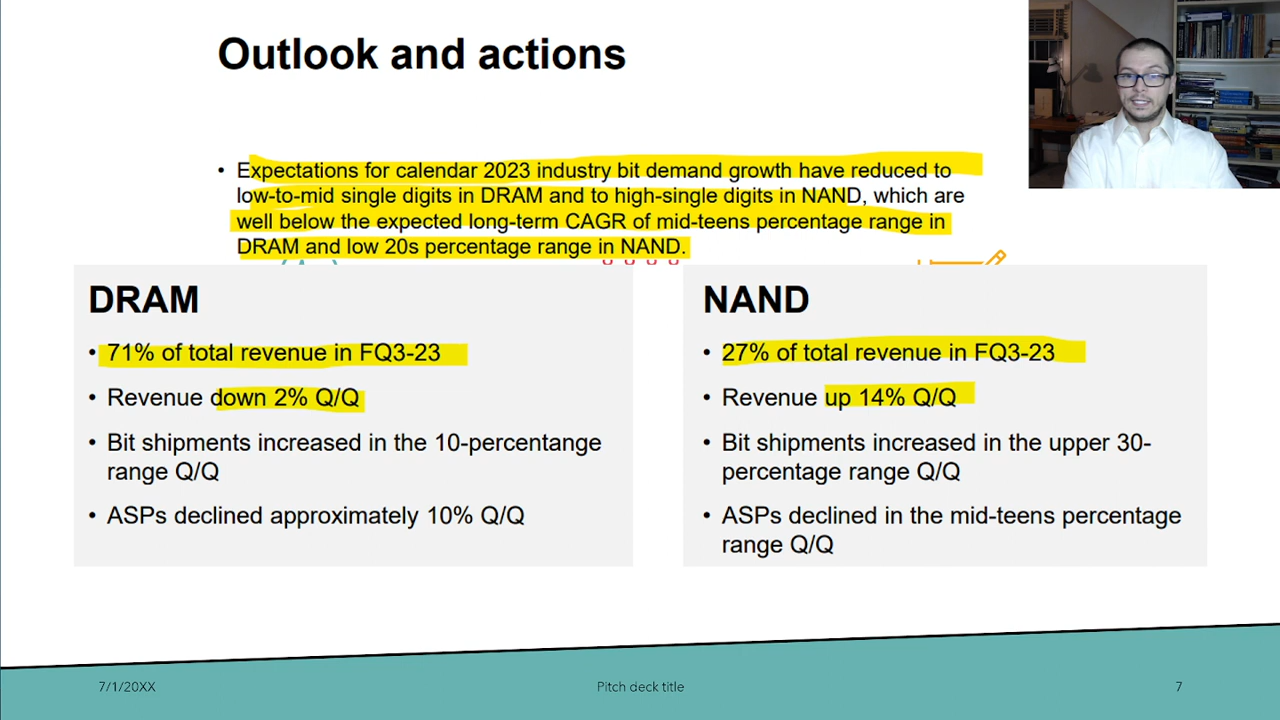 Outlook and actions
• Expectations for calendar 2023 industry bit demand growth have reduced to
low-to-mid single digits in DRAM and to high-single digits in NAND, which are
well below the expected long-term CAGR of mid-teens percentage range in
DRAM and low 20s percentage range in NAND.
DRAM
• 71% of total revenue in FQ3-23
• Revenue down 2% Q/Q
• Bit shipments increased in the 10-percentange
range Q/Q
• ASPs declined approximately 10% Q/Q
NAND
• 27% of total revenue in FQ3-23
• Revenue up 14% Q/Q
• Bit shipments increased in the upper 30-
percentage range Q/Q
• ASPs declined in the mid-teens percentage
range Q/Q
7/1/20XX
Pitch deck title
7